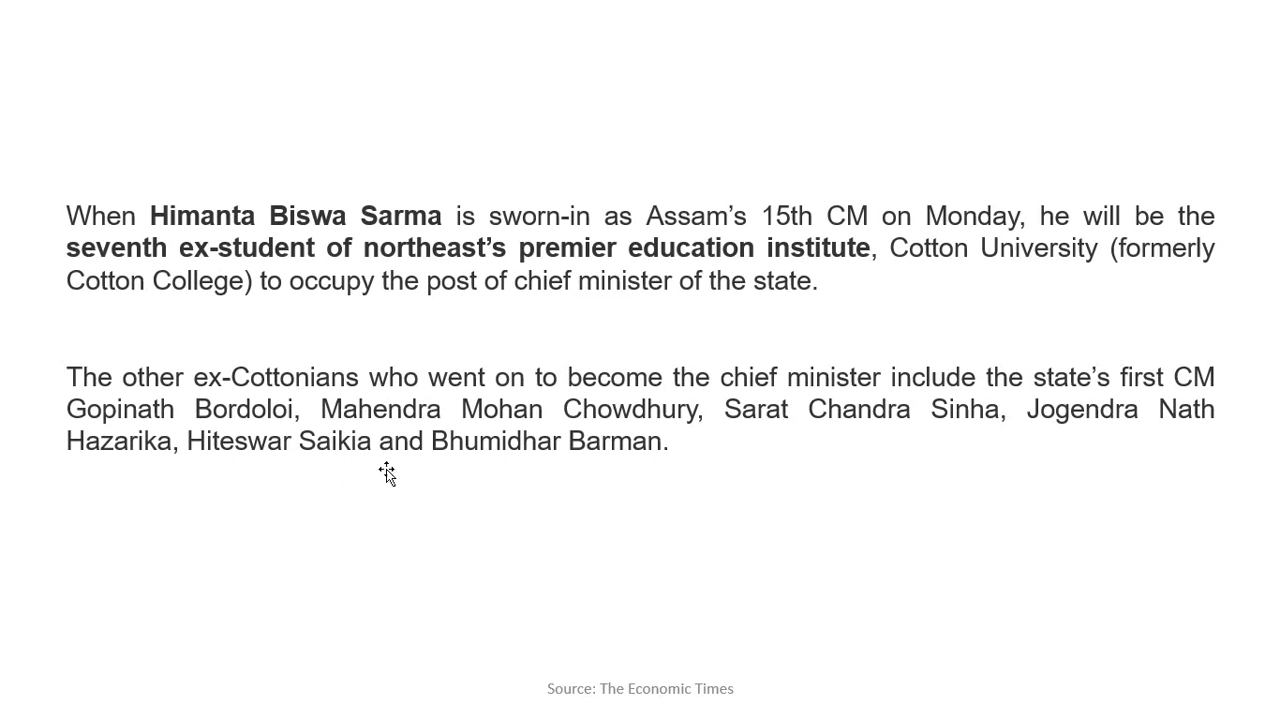 When Himanta Biswa Sarma is sworn-in as Assam’s 15th CM on Monday, he will be the
seventh ex-student of northeast’s premier education institute, Cotton University (formerly
Cotton College) to occupy the post of chief minister of the state.
The other ex-Cottonians who went on to become the chief minister include the state’s first CM
Gopinath Bordoloi, Mahendra Mohan Chowdhury, Sarat Chandra Sinha, Jogendra Nath
Hazarika, Hiteswar Saikia and Bhumidhar Barman.
Source: The Economic Times